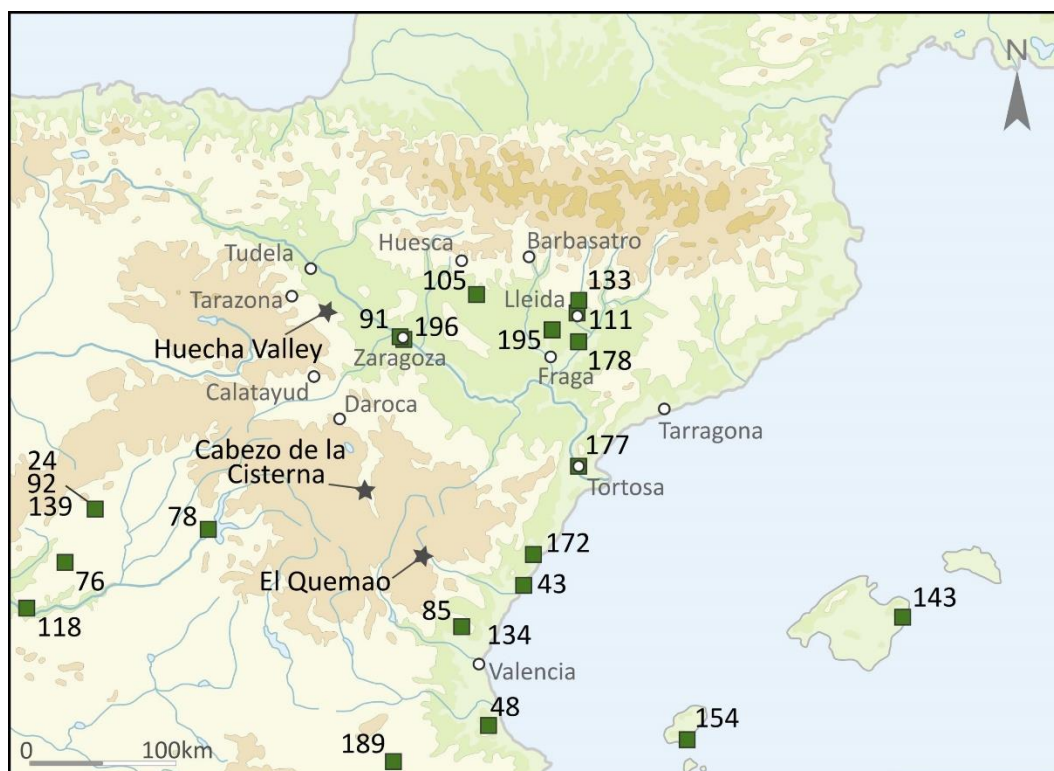 N
Tudela
Huesca
Barbasatro
105
133
Tarazona
Lleida
91
196
111
Huecha Valley
Zaragoza
195
178
Fraga
Calatayud
Daroca
Tarragona
Cabezo de la
Cisterna
177
Tortosa
24
92
139
78
172
76
El Quemao
43
118
85
134
143
Valencia
48
154
189
0
100km